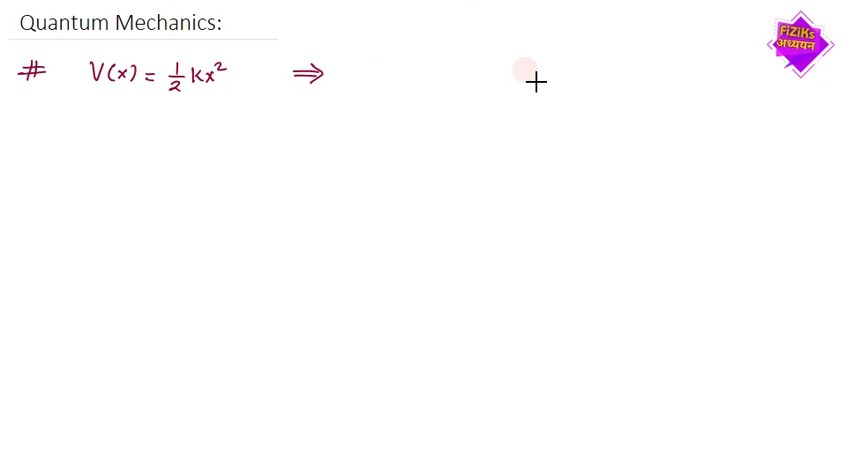 Quantum Mechanics:
FiZiKs
अध्ययन
# V(x) = 1/2 kx² ⇒